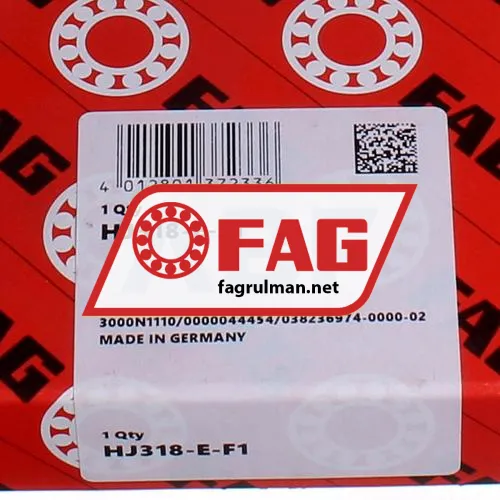 FAG
FAG
FAG
4 012801 372336
1 Qty
FAG
fagrulman.net
3000N1110/0000044454/038236974-0000-02
MADE IN GERMANY
FAG
1 Qty
HJ318-E-F1